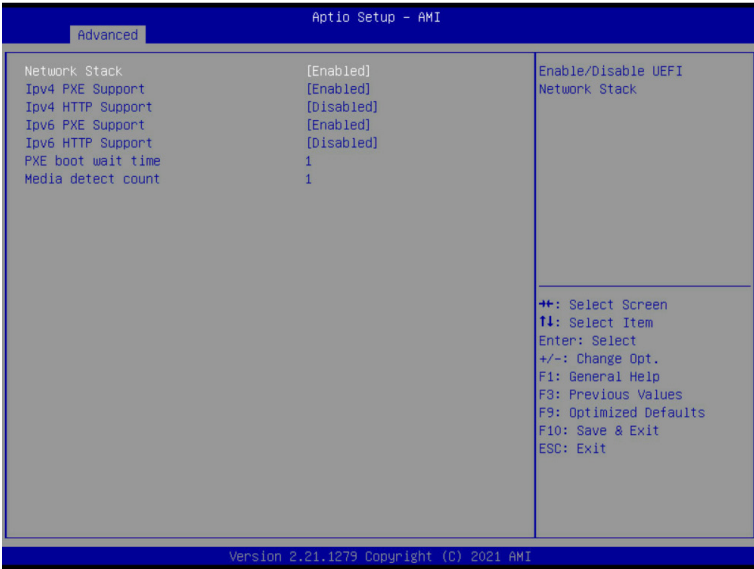 Aptio Setup – AMI
Advanced
Network Stack [Enabled]
Ipv4 PXE Support [Enabled]
Ipv4 HTTP Support [Disabled]
Ipv6 PXE Support [Enabled]
Ipv6 HTTP Support [Disabled]
PXE boot wait time 1
Media detect count 1
Enable/Disable UEFI
Network Stack
→←: Select Screen
↑↓: Select Item
Enter: Select
+/-: Change Opt.
F1: General Help
F3: Previous Values
F9: Optimized Defaults
F10: Save & Exit
ESC: Exit
Version 2.21.1279 Copyright (C) 2021 AMI